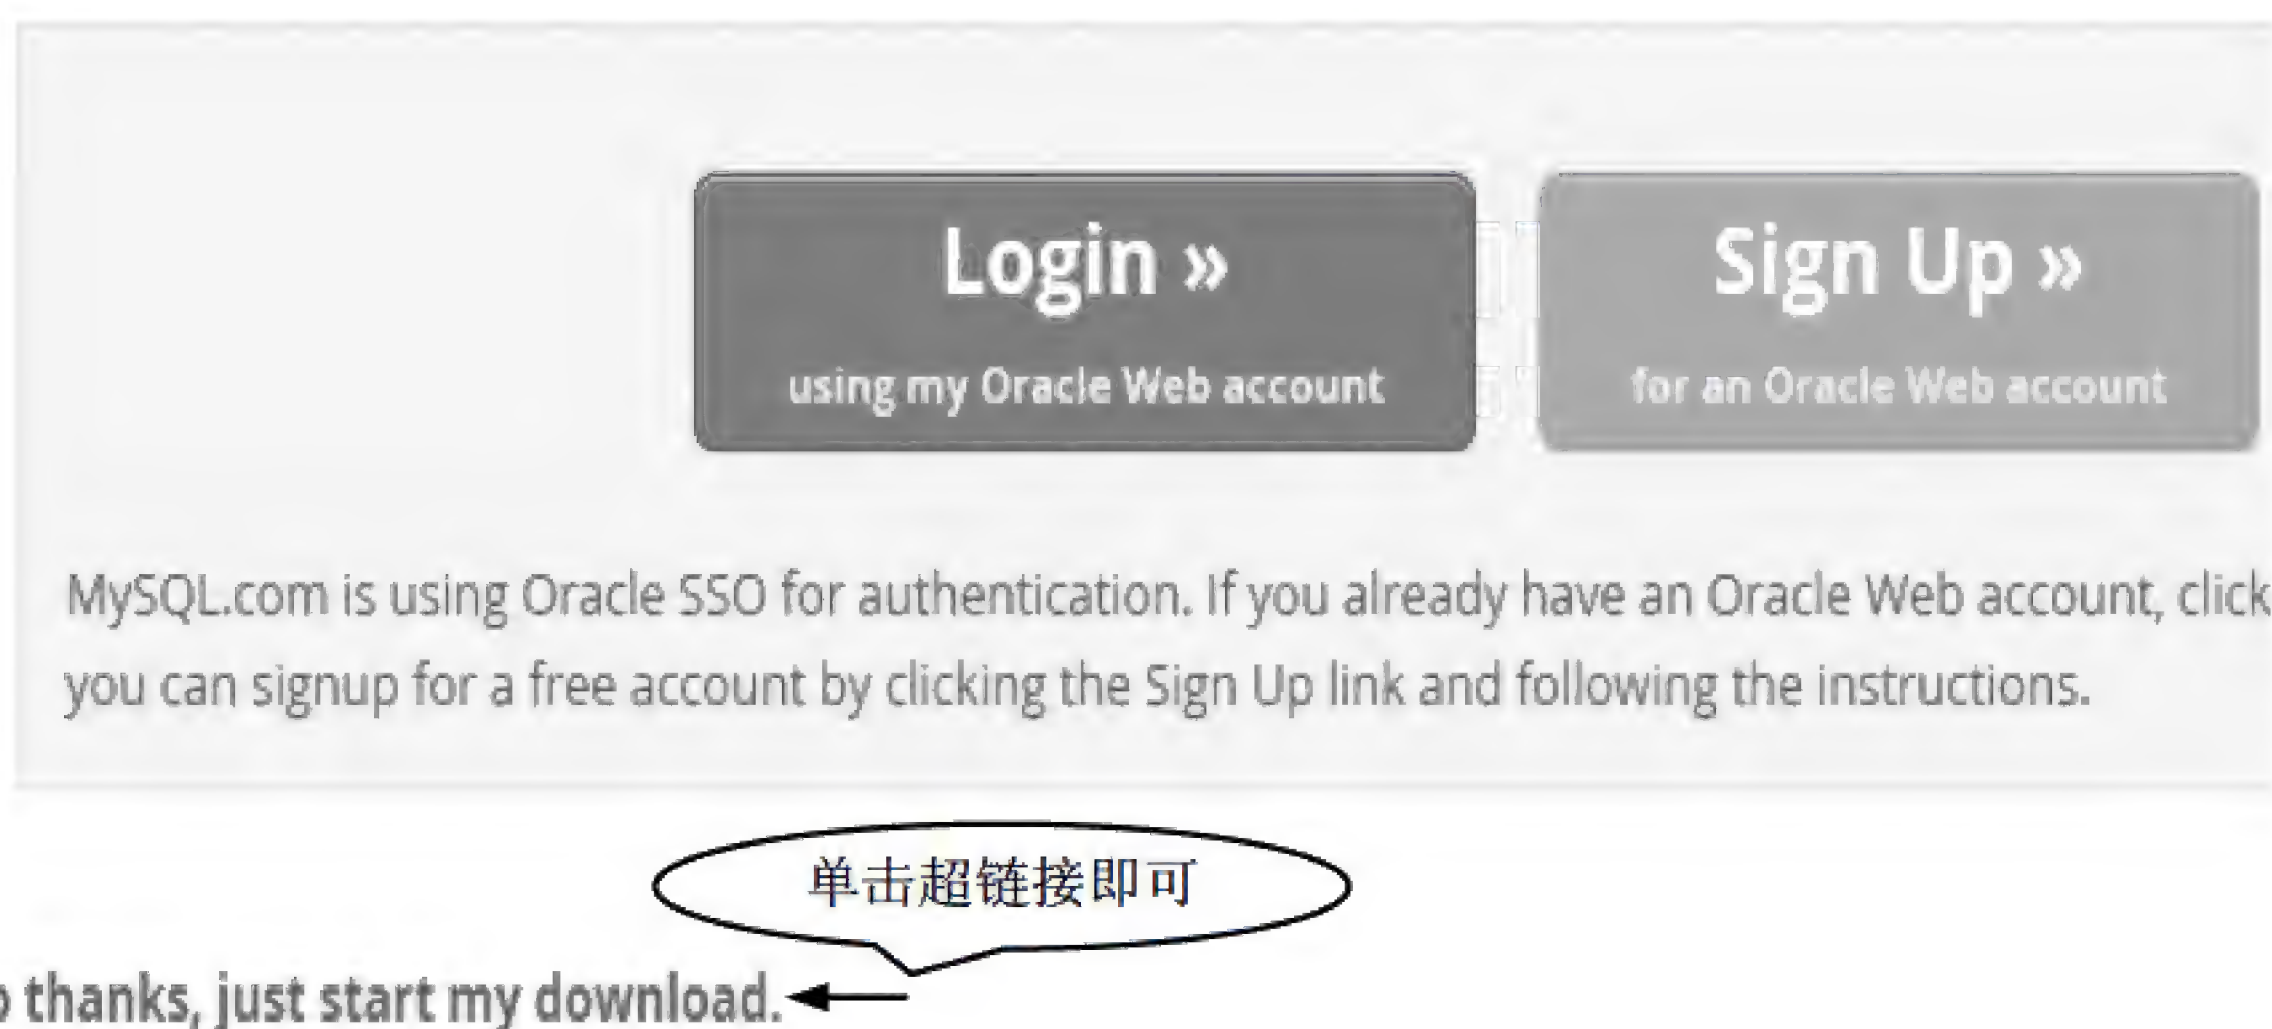 Login »
Sign Up »
using my Oracle Web account
for an Oracle Web account
MySQL.com is using Oracle SSO for authentication. If you already have an Oracle Web account, click
you can signup for a free account by clicking the Sign Up link and following the instructions.
单击超链接即可
thanks, just start my download.